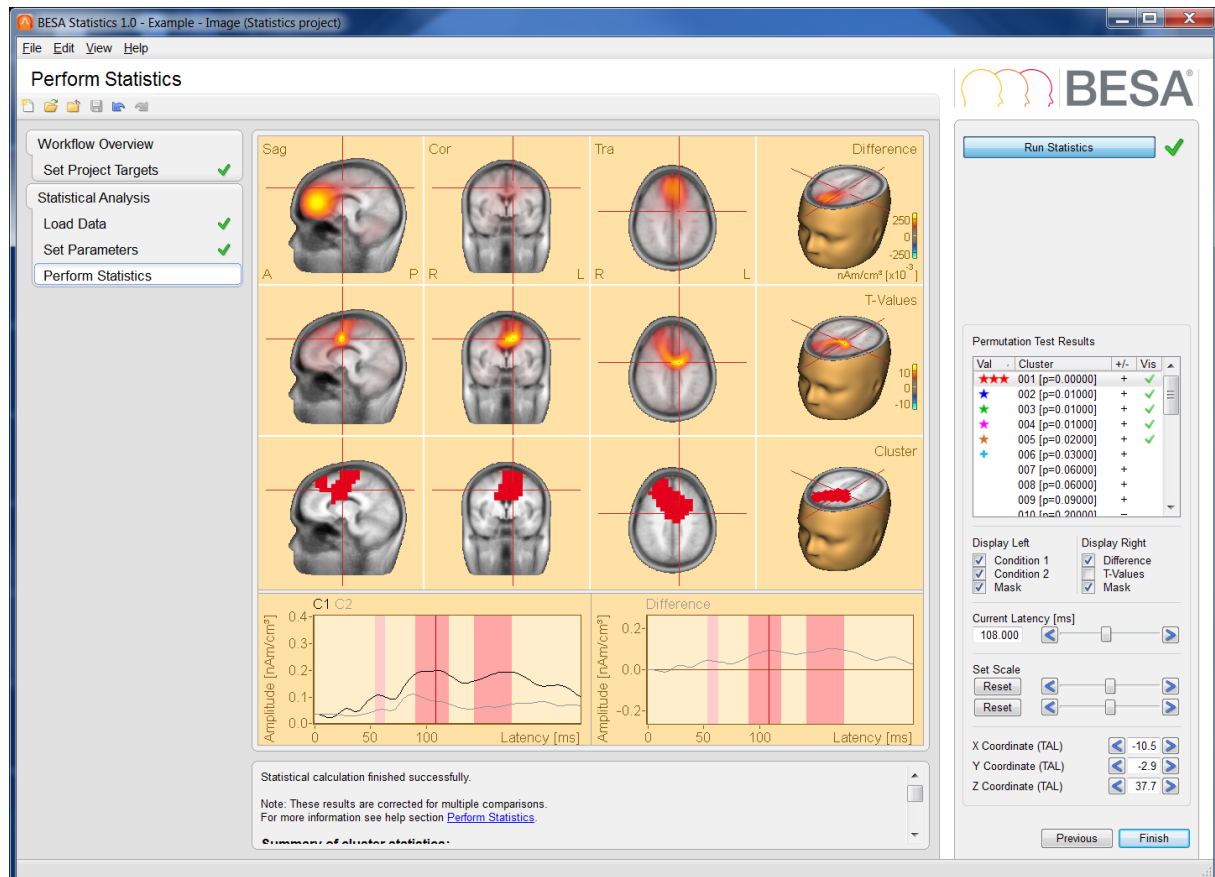 BESA Statistics 1.0 - Example - Image (Statistics project)
File Edit View Help
Perform Statistics
BESA®
Workflow Overview
Set Project Targets
Statistical Analysis
Load Data
Set Parameters
Perform Statistics
Sag Cor Tra Difference
250
0
-250
A P R L R L nAm/cm³ [x10⁻³]
T-Values
10
0
-10
Cluster
C1 C2
Amplitude [nAm/cm³]
0.4
0.3
0.2
0.1
0.0
0 50 100 Latency [ms]
Difference
Amplitude [nAm/cm³]
0.2
0.0
-0.2
0 50 100 Latency [ms]
Statistical calculation finished successfully.
Note: These results are corrected for multiple comparisons.
For more information see help section Perform Statistics.
Summary of cluster statistics:
Run Statistics
Permutation Test Results
Val Cluster +/- Vis
001 [p=0.00000] +
002 [p=0.01000] +
003 [p=0.01000] +
004 [p=0.01000] +
005 [p=0.02000] +
006 [p=0.03000] +
007 [p=0.06000] +
008 [p=0.06000] +
009 [p=0.09000] +
010 [p=0.20000] –
Display Left Display Right
Condition 1 Difference
Condition 2 T-Values
Mask Mask
Current Latency [ms]
108.000
Set Scale
Reset
Reset
X Coordinate (TAL) -10.5
Y Coordinate (TAL) -2.9
Z Coordinate (TAL) 37.7
Previous Finish